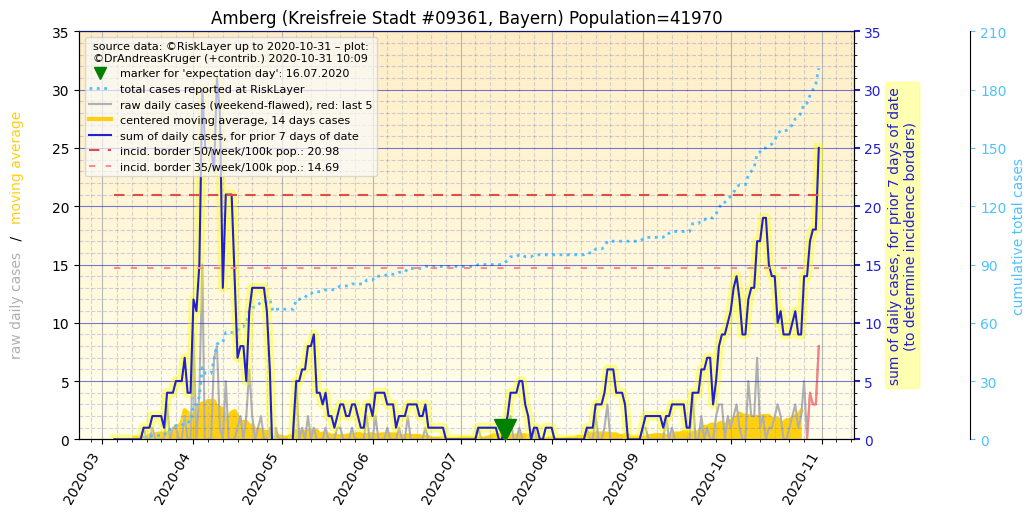 Amberg (Kreisfreie Stadt #09361, Bayern) Population=41970
source data: ©RiskLayer up to 2020-10-31 – plot:
©DrAndreasKruger (+contrib.) 2020-10-31 10:09
marker for 'expectation day': 16.07.2020
total cases reported at RiskLayer
raw daily cases (weekend-flawed), red: last 5
centered moving average, 14 days cases
sum of daily cases, for prior 7 days of date
incid. border 50/week/100k pop.: 20.98
incid. border 35/week/100k pop.: 14.69
raw daily cases / moving average
35
30
25
20
15
10
5
0
2020-03
2020-04
2020-05
2020-06
2020-07
2020-08
2020-09
2020-10
2020-11
35
30
25
20
15
10
5
0
sum of daily cases, for prior 7 days of date
(to determine incidence borders)
210
180
150
120
90
60
30
0
cumulative total cases